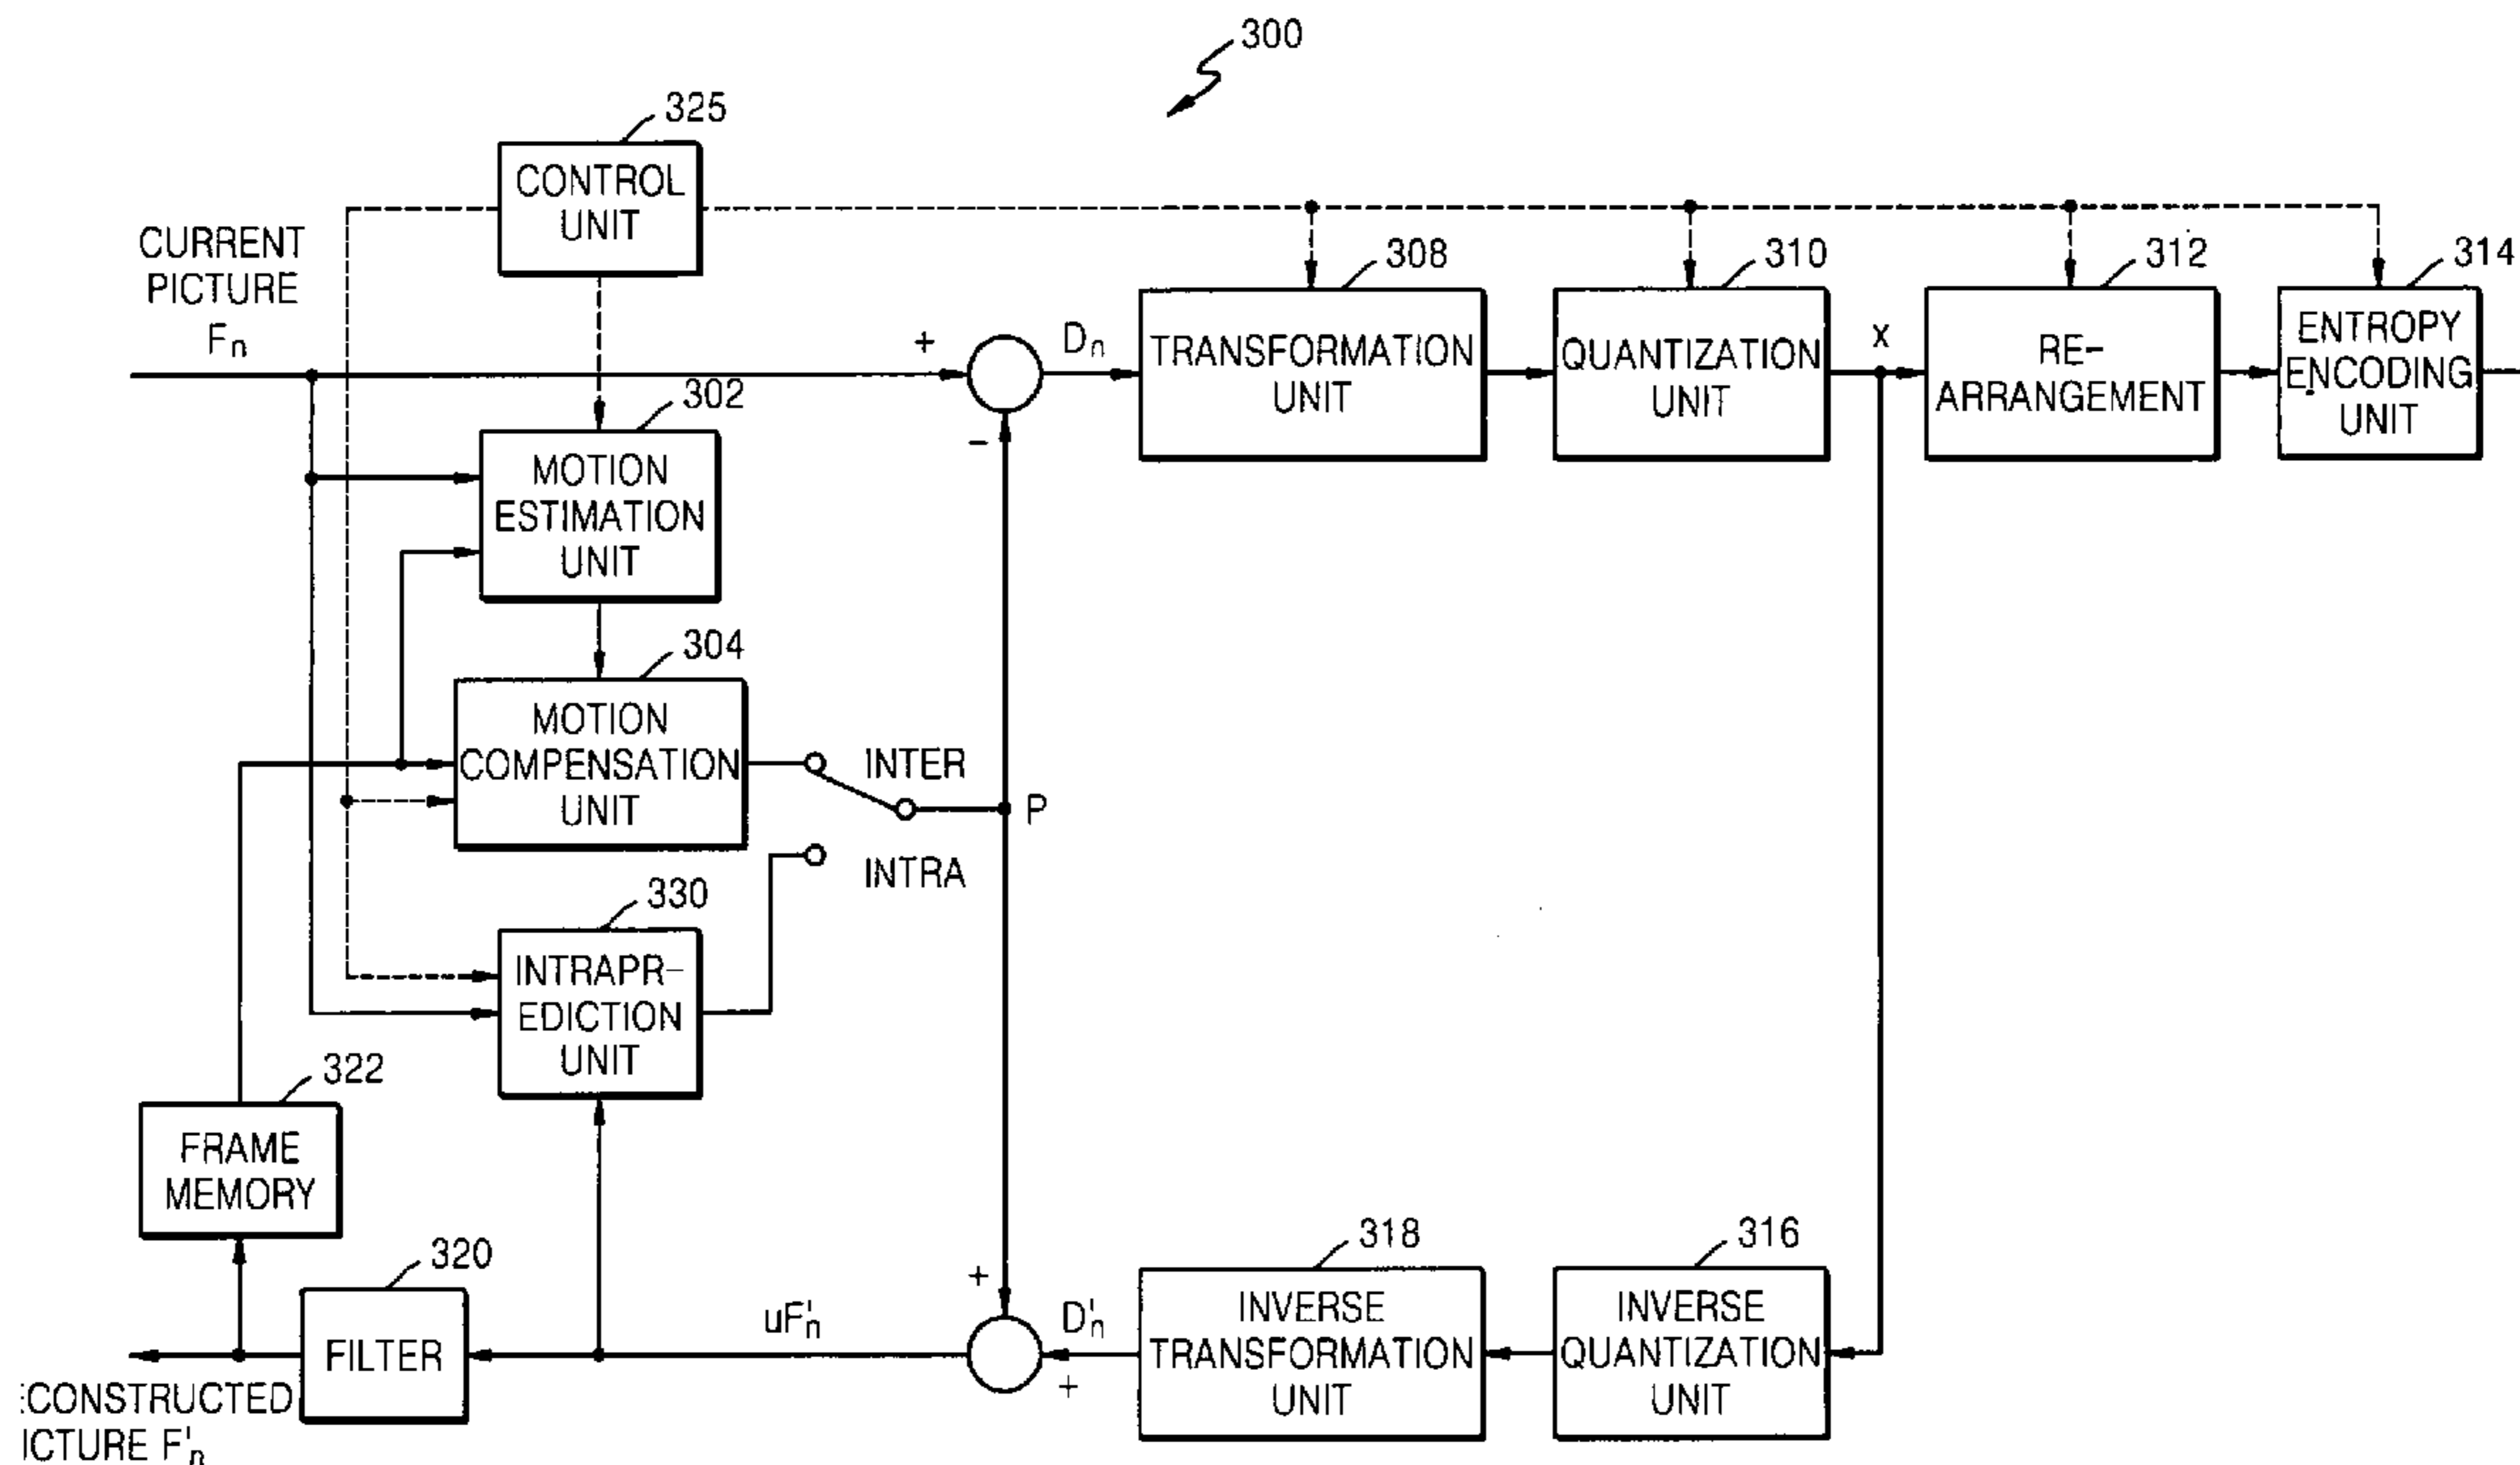 300
325
CONTROL
UNIT
CURRENT
PICTURE
Fn
308
310
312
314
+
Dn
TRANSFORMATION
UNIT
QUANTIZATION
UNIT
x
RE-
ARRANGEMENT
ENTROPY
ENCODING
UNIT
302
-
MOTION
ESTIMATION
UNIT
304
MOTION
COMPENSATION
UNIT
INTER
P
INTRA
330
INTRAPR-
EDICTION
UNIT
322
FRAME
MEMORY
320
FILTER
318
316
+
uF'n
D'n
+
INVERSE
TRANSFORMATION
UNIT
INVERSE
QUANTIZATION
UNIT
ECONSTRUCTED
ICTURE F'n